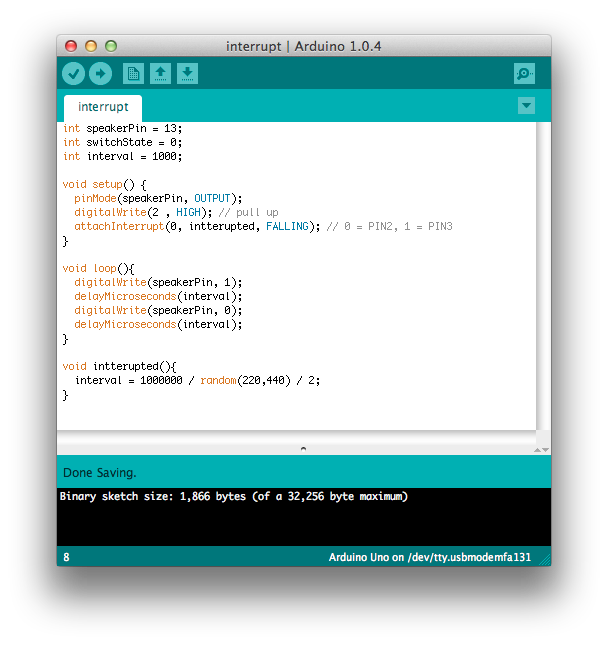 interrupt | Arduino 1.0.4
interrupt
int speakerPin = 13;
int switchState = 0;
int interval = 1000;
void setup() {
pinMode(speakerPin, OUTPUT);
digitalWrite(2 , HIGH); // pull up
attachInterrupt(0, intterupted, FALLING); // 0 = PIN2, 1 = PIN3
}
void loop(){
digitalWrite(speakerPin, 1);
delayMicroseconds(interval);
digitalWrite(speakerPin, 0);
delayMicroseconds(interval);
}
void intterupted(){
interval = 1000000 / random(220,440) / 2;
}
Done Saving.
Binary sketch size: 1,866 bytes (of a 32,256 byte maximum)
8 Arduino Uno on /dev/tty.usbmodemfa131